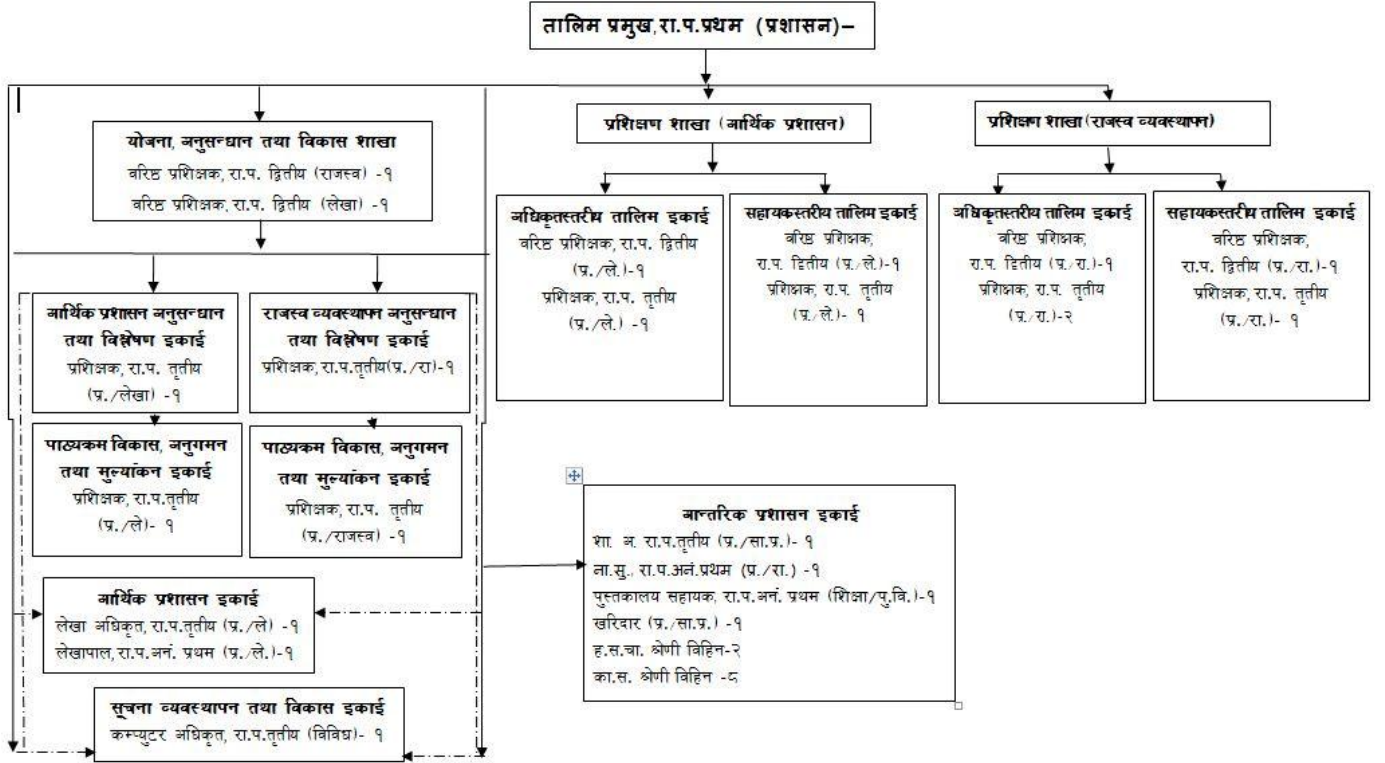 तालिम प्रमुख,रा.प.प्रथम (प्रशासन)–
योजना, अनुसन्धान तथा विकास शाखा
वरिष्ठ प्रशिक्षक, रा.प. द्वितीय (राजस्व) -१
वरिष्ठ प्रशिक्षक, रा.प. द्वितीय (लेखा) -१
प्रशिक्षण शाखा (आर्थिक प्रशासन)
प्रशिक्षण शाखा (राजस्व व्यवस्थापन)
अधिकृतस्तरीय तालिम इकाई
वरिष्ठ प्रशिक्षक, रा.प. द्वितीय
(प्र./ले.)-१
प्रशिक्षक, रा.प. तृतीय
(प्र./ले.) -१
सहायकस्तरीय तालिम इकाई
वरिष्ठ प्रशिक्षक,
रा.प. द्वितीय (प्र./ले.)-१
प्रशिक्षक, रा.प. तृतीय
(प्र./ले.)- १
अधिकृतस्तरीय तालिम इकाई
वरिष्ठ प्रशिक्षक,
रा.प. द्वितीय (प्र./रा.)-१
प्रशिक्षक, रा.प. तृतीय
(प्र./रा.)-२
सहायकस्तरीय तालिम इकाई
वरिष्ठ प्रशिक्षक,
रा.प. द्वितीय (प्र./रा.)-१
प्रशिक्षक, रा.प. तृतीय
(प्र./रा.)- १
आर्थिक प्रशासन अनुसन्धान
तथा विश्लेषण इकाई
प्रशिक्षक, रा.प. तृतीय
(प्र./लेखा) -१
राजस्व व्यवस्थापन अनुसन्धान
तथा विश्लेषण इकाई
प्रशिक्षक, रा.प.तृतीय(प्र./रा)-१
पाठ्यक्रम विकास, अनुगमन
तथा मुल्यांकन इकाई
प्रशिक्षक, रा.प.तृतीय
(प्र./ले)- १
पाठ्यक्रम विकास, अनुगमन
तथा मुल्यांकन इकाई
प्रशिक्षक, रा.प. तृतीय
(प्र./राजस्व) -१
आन्तरिक प्रशासन इकाई
शा. अ. रा.प.तृतीय (प्र./सा.प्र.)- १
ना.सु., रा.प.अनं.प्रथम (प्र./रा.) -१
पुस्तकालय सहायक, रा.प.अनं. प्रथम (शिक्षा/पु.वि.)-१
खरिदार (प्र./सा.प्र.) -१
ह.स.चा. श्रेणी विहिन-२
का.स. श्रेणी विहिन -८
आर्थिक प्रशासन इकाई
लेखा अधिकृत, रा.प.तृतीय (प्र./ले) -१
लेखापाल, रा.प.अनं. प्रथम (प्र./ले.)-१
सूचना व्यवस्थापन तथा विकास इकाई
कम्प्युटर अधिकृत, रा.प.तृतीय (विविध)- १